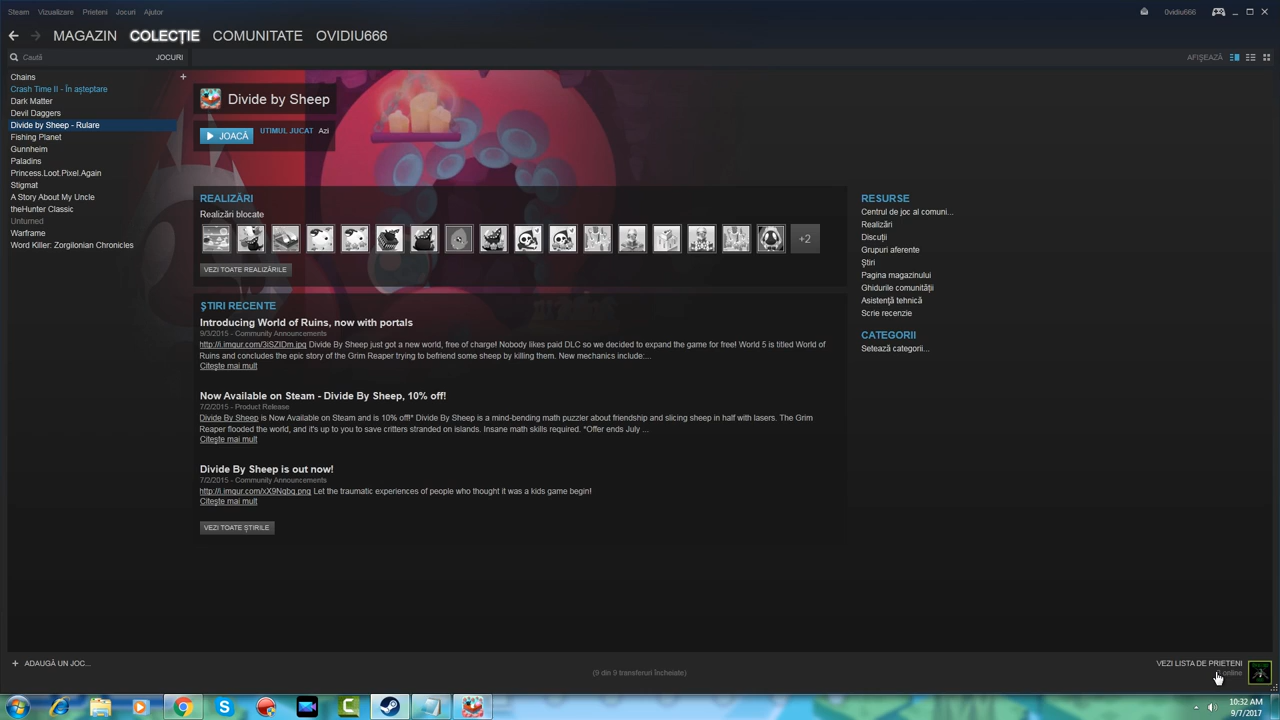 Steam Vizualizare Prieteni Jocuri Ajutor
0vidiu666
MAGAZIN COLECȚIE COMUNITATE OVIDIU666
Caută JOCURI
AFIȘEAZĂ
Chains
Crash Time II - În așteptare
Dark Matter
Devil Daggers
Divide by Sheep - Rulare
Fishing Planet
Gunnheim
Paladins
Princess.Loot.Pixel.Again
Stigmat
A Story About My Uncle
theHunter Classic
Unturned
Warframe
Word Killer: Zorgilonian Chronicles
Divide by Sheep
JOACĂ
UTIMUL JUCAT Azi
REALIZĂRI
Realizări blocate
+2
VEZI TOATE REALIZĂRILE
ȘTIRI RECENTE
Introducing World of Ruins, now with portals
9/3/2015 - Community Announcements
http://i.imgur.com/3iSZIDm.jpg Divide By Sheep just got a new world, free of charge! Nobody likes paid DLC so we decided to expand the game for free! World 5 is titled World of
Ruins and concludes the epic story of the Grim Reaper trying to befriend some sheep by killing them. New mechanics include:...
Citește mai mult
Now Available on Steam - Divide By Sheep, 10% off!
7/2/2015 - Product Release
Divide By Sheep is Now Available on Steam and is 10% off!* Divide By Sheep is a mind-bending math puzzler about friendship and slicing sheep in half with lasers. The Grim
Reaper flooded the world, and it's up to you to save critters stranded on islands. Insane math skills required. *Offer ends July ...
Citește mai mult
Divide By Sheep is out now!
7/2/2015 - Community Announcements
http://i.imgur.com/xX9Nqbg.png Let the traumatic experiences of people who thought it was a kids game begin!
Citește mai mult
VEZI TOATE ȘTIRILE
RESURSE
Centrul de joc al comuni...
Realizări
Discuții
Grupuri aferente
Știri
Pagina magazinului
Ghidurile comunității
Asistență tehnică
Scrie recenzie
CATEGORII
Setează categorii...
+ ADAUGĂ UN JOC...
(9 din 9 transferuri încheiate)
VEZI LISTA DE PRIETENI
online
10:32 AM
9/7/2017